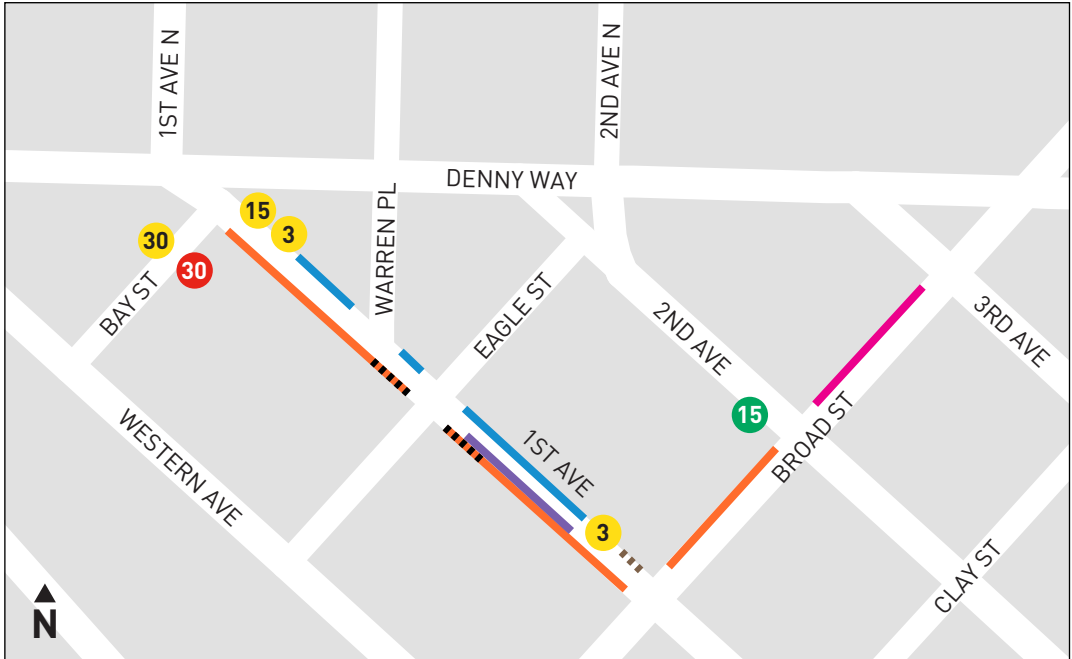 1ST AVE N
2ND AVE N
DENNY WAY
15
3
30
30
WARREN PL
BAY ST
EAGLE ST
2ND AVE
3RD AVE
15
WESTERN AVE
1ST AVE
BROAD ST
3
CLAY ST
N